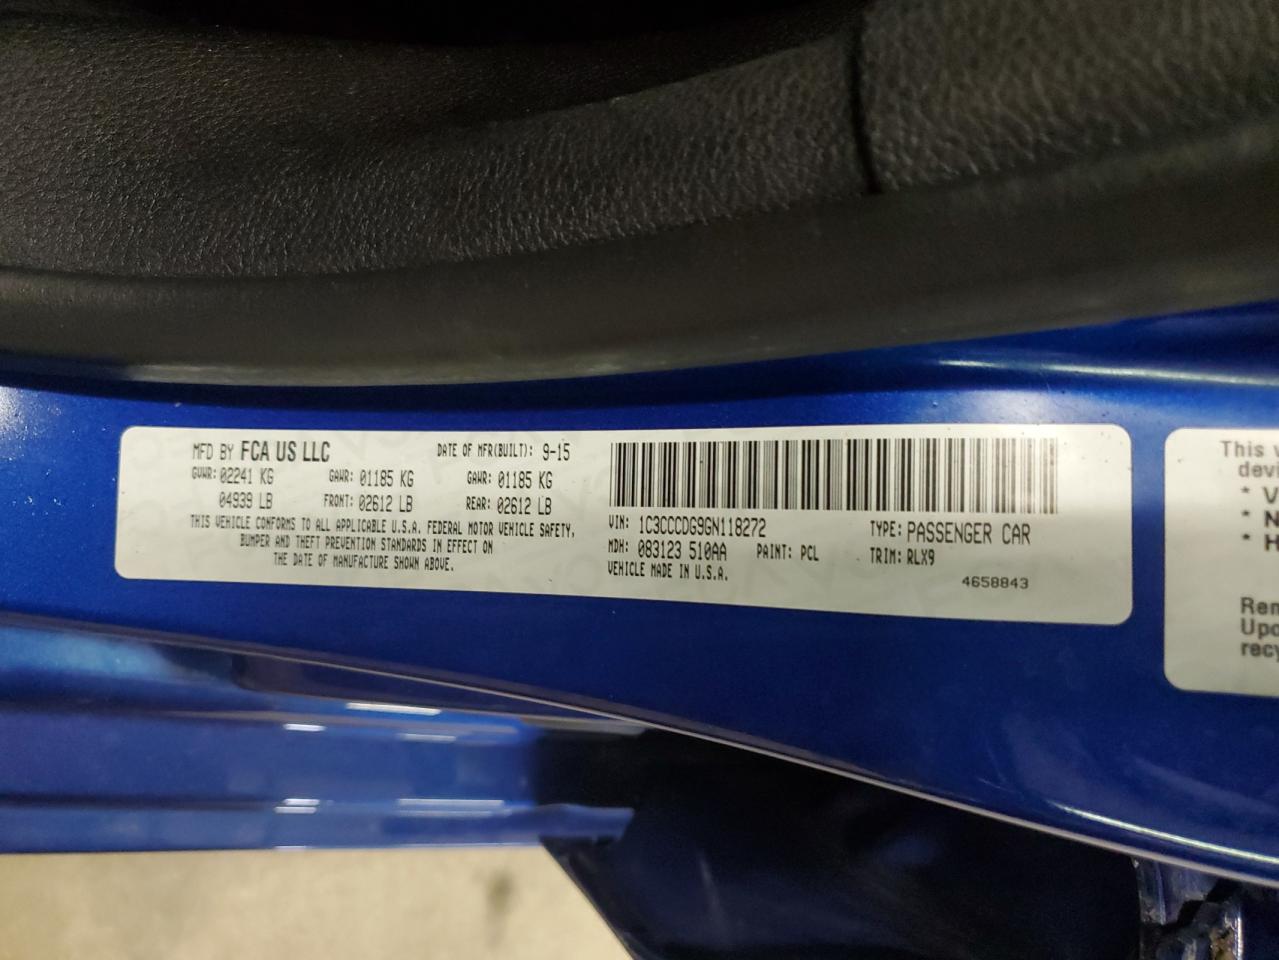 MFD BY FCA US LLC DATE OF MFR(BUILT): 9-15
GVWR: 02241 KG GAWR: 01185 KG GAWR: 01185 KG
04939 LB FRONT: 02612 LB REAR: 02612 LB
THIS VEHICLE CONFORMS TO ALL APPLICABLE U.S.A. FEDERAL MOTOR VEHICLE SAFETY,
BUMPER AND THEFT PREVENTION STANDARDS IN EFFECT ON
THE DATE OF MANUFACTURE SHOWN ABOVE.
VIN: 1C3CCCDG9GN118272 TYPE: PASSENGER CAR
MDH: 083123 510AA PAINT: PCL TRIM: RLX9
VEHICLE MADE IN U.S.A.
4658843
This v
devi
* V
* N
* H
Rem
Upo
recy